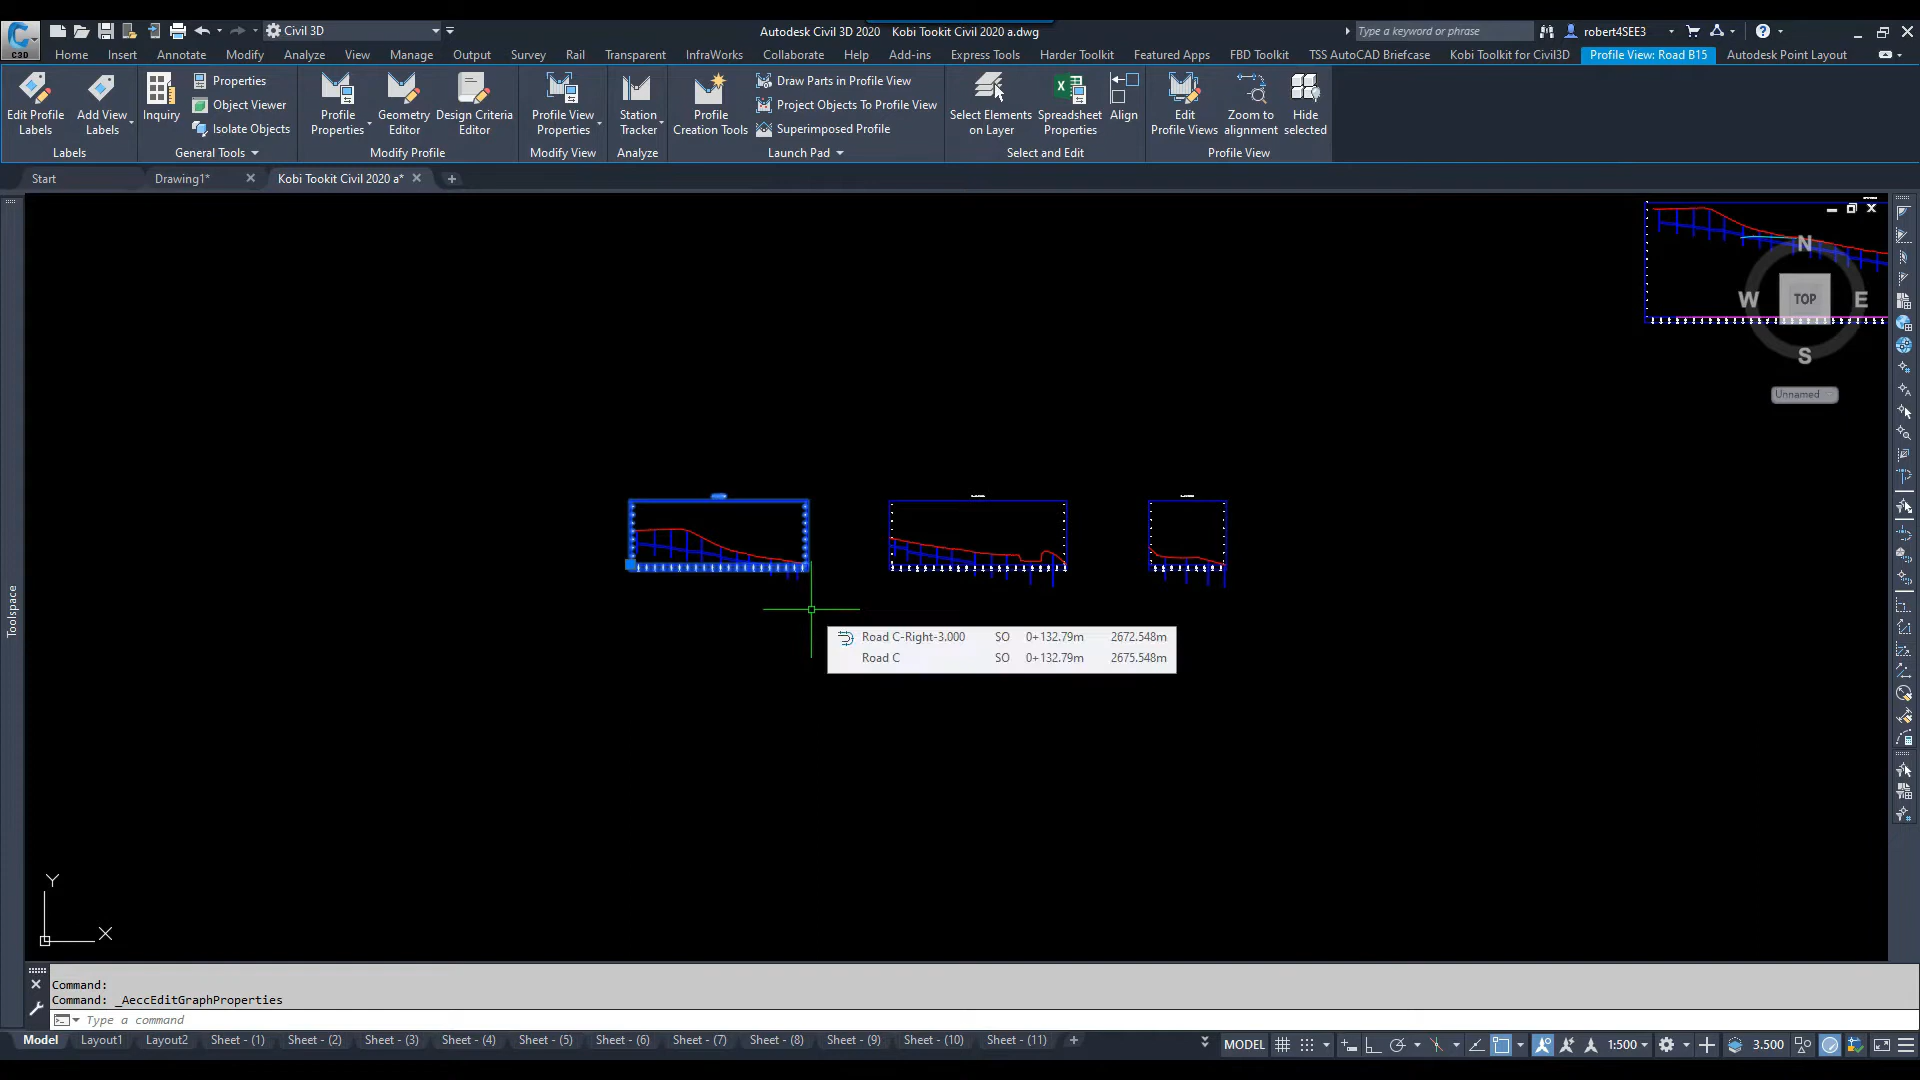 C3D
Civil 3D
Autodesk Civil 3D 2020 Kobi Tookit Civil 2020 a.dwg
Type a keyword or phrase
robert4SEE3
Home Insert Annotate Modify Analyze View Manage Output Survey Rail Transparent InfraWorks Collaborate Help Add-ins Express Tools Harder Toolkit Featured Apps FBD Toolkit TSS AutoCAD Briefcase Kobi Toolkit for Civil3D Profile View: Road B15 Autodesk Point Layout
Edit Profile
Labels
Add View
Labels
Labels
Inquiry
Properties
Object Viewer
Isolate Objects
General Tools
Profile
Properties
Geometry
Editor
Design Criteria
Editor
Modify Profile
Profile View
Properties
Modify View
Station
Tracker
Analyze
Profile
Creation Tools
Draw Parts in Profile View
Project Objects To Profile View
Superimposed Profile
Launch Pad
Select Elements
on Layer
Spreadsheet
Properties
Align
Select and Edit
Edit
Profile Views
Zoom to
alignment
Hide
selected
Profile View
Start Drawing1* Kobi Tookit Civil 2020 a*
N
W TOP E
S
Unnamed
Toolspace
Road C-Right-3.000 SO 0+132.79m 2672.548m
Road C SO 0+132.79m 2675.548m
Y
X
Command:
Command: _AeccEditGraphProperties
Type a command
Model Layout1 Layout2 Sheet - (1) Sheet - (2) Sheet - (3) Sheet - (4) Sheet - (5) Sheet - (6) Sheet - (7) Sheet - (8) Sheet - (9) Sheet - (10) Sheet - (11)
MODEL 1:500 3.500